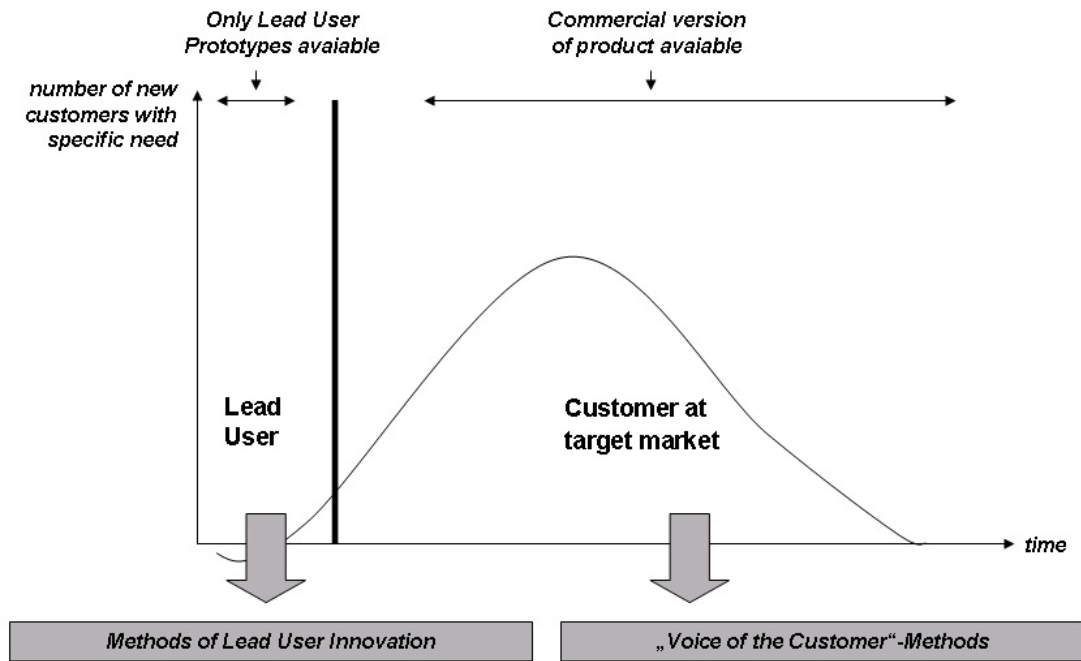 Only Lead User
Prototypes avaiable
Commercial version
of product avaiable
number of new
customers with
specific need
Lead
User
Customer at
target market
time
Methods of Lead User Innovation
„Voice of the Customer“-Methods